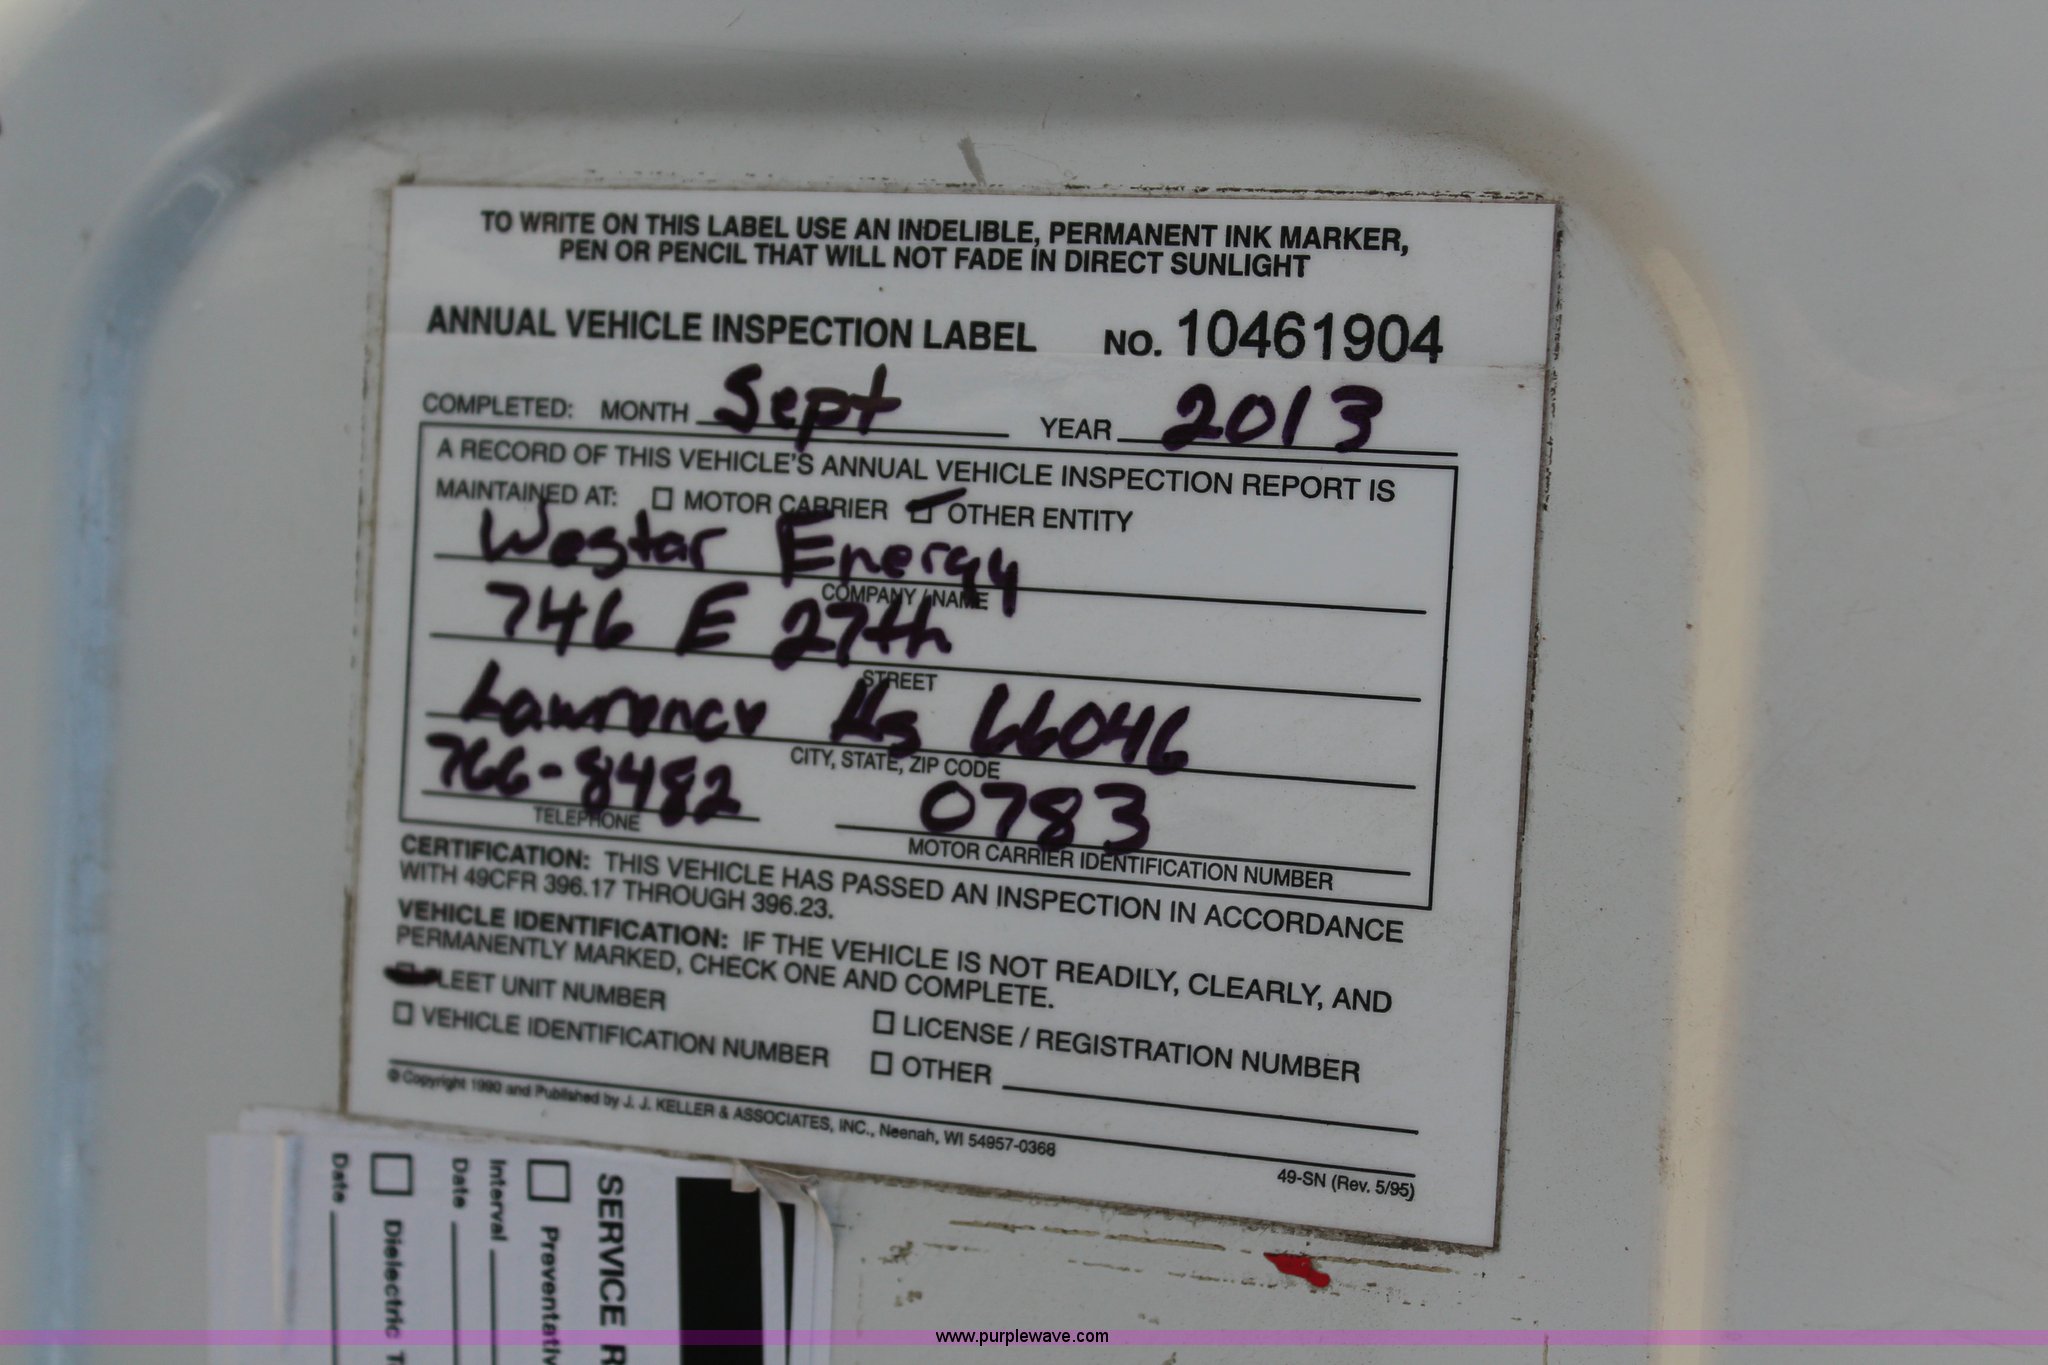 TO WRITE ON THIS LABEL USE AN INDELIBLE, PERMANENT INK MARKER,
PEN OR PENCIL THAT WILL NOT FADE IN DIRECT SUNLIGHT
ANNUAL VEHICLE INSPECTION LABEL NO. 10461904
COMPLETED: MONTH Sept YEAR 2013
A RECORD OF THIS VEHICLE'S ANNUAL VEHICLE INSPECTION REPORT IS
MAINTAINED AT: MOTOR CARRIER OTHER ENTITY
Westar Energy
COMPANY / NAME
746 E 27th
STREET
Lawrence Ks 66046
CITY, STATE, ZIP CODE
766-8482 0783
TELEPHONE MOTOR CARRIER IDENTIFICATION NUMBER
CERTIFICATION: THIS VEHICLE HAS PASSED AN INSPECTION IN ACCORDANCE
WITH 49CFR 396.17 THROUGH 396.23.
VEHICLE IDENTIFICATION: IF THE VEHICLE IS NOT READILY, CLEARLY, AND
PERMANENTLY MARKED, CHECK ONE AND COMPLETE.
LEET UNIT NUMBER
LICENSE / REGISTRATION NUMBER
VEHICLE IDENTIFICATION NUMBER
OTHER
© Copyright 1990 and Published by J. J. KELLER & ASSOCIATES, INC., Neenah, WI 54957-0368
49-SN (Rev. 5/95)
SERVICE R
Preventativ
Interval
Date
Dielectric T
Date
www.purplewave.com